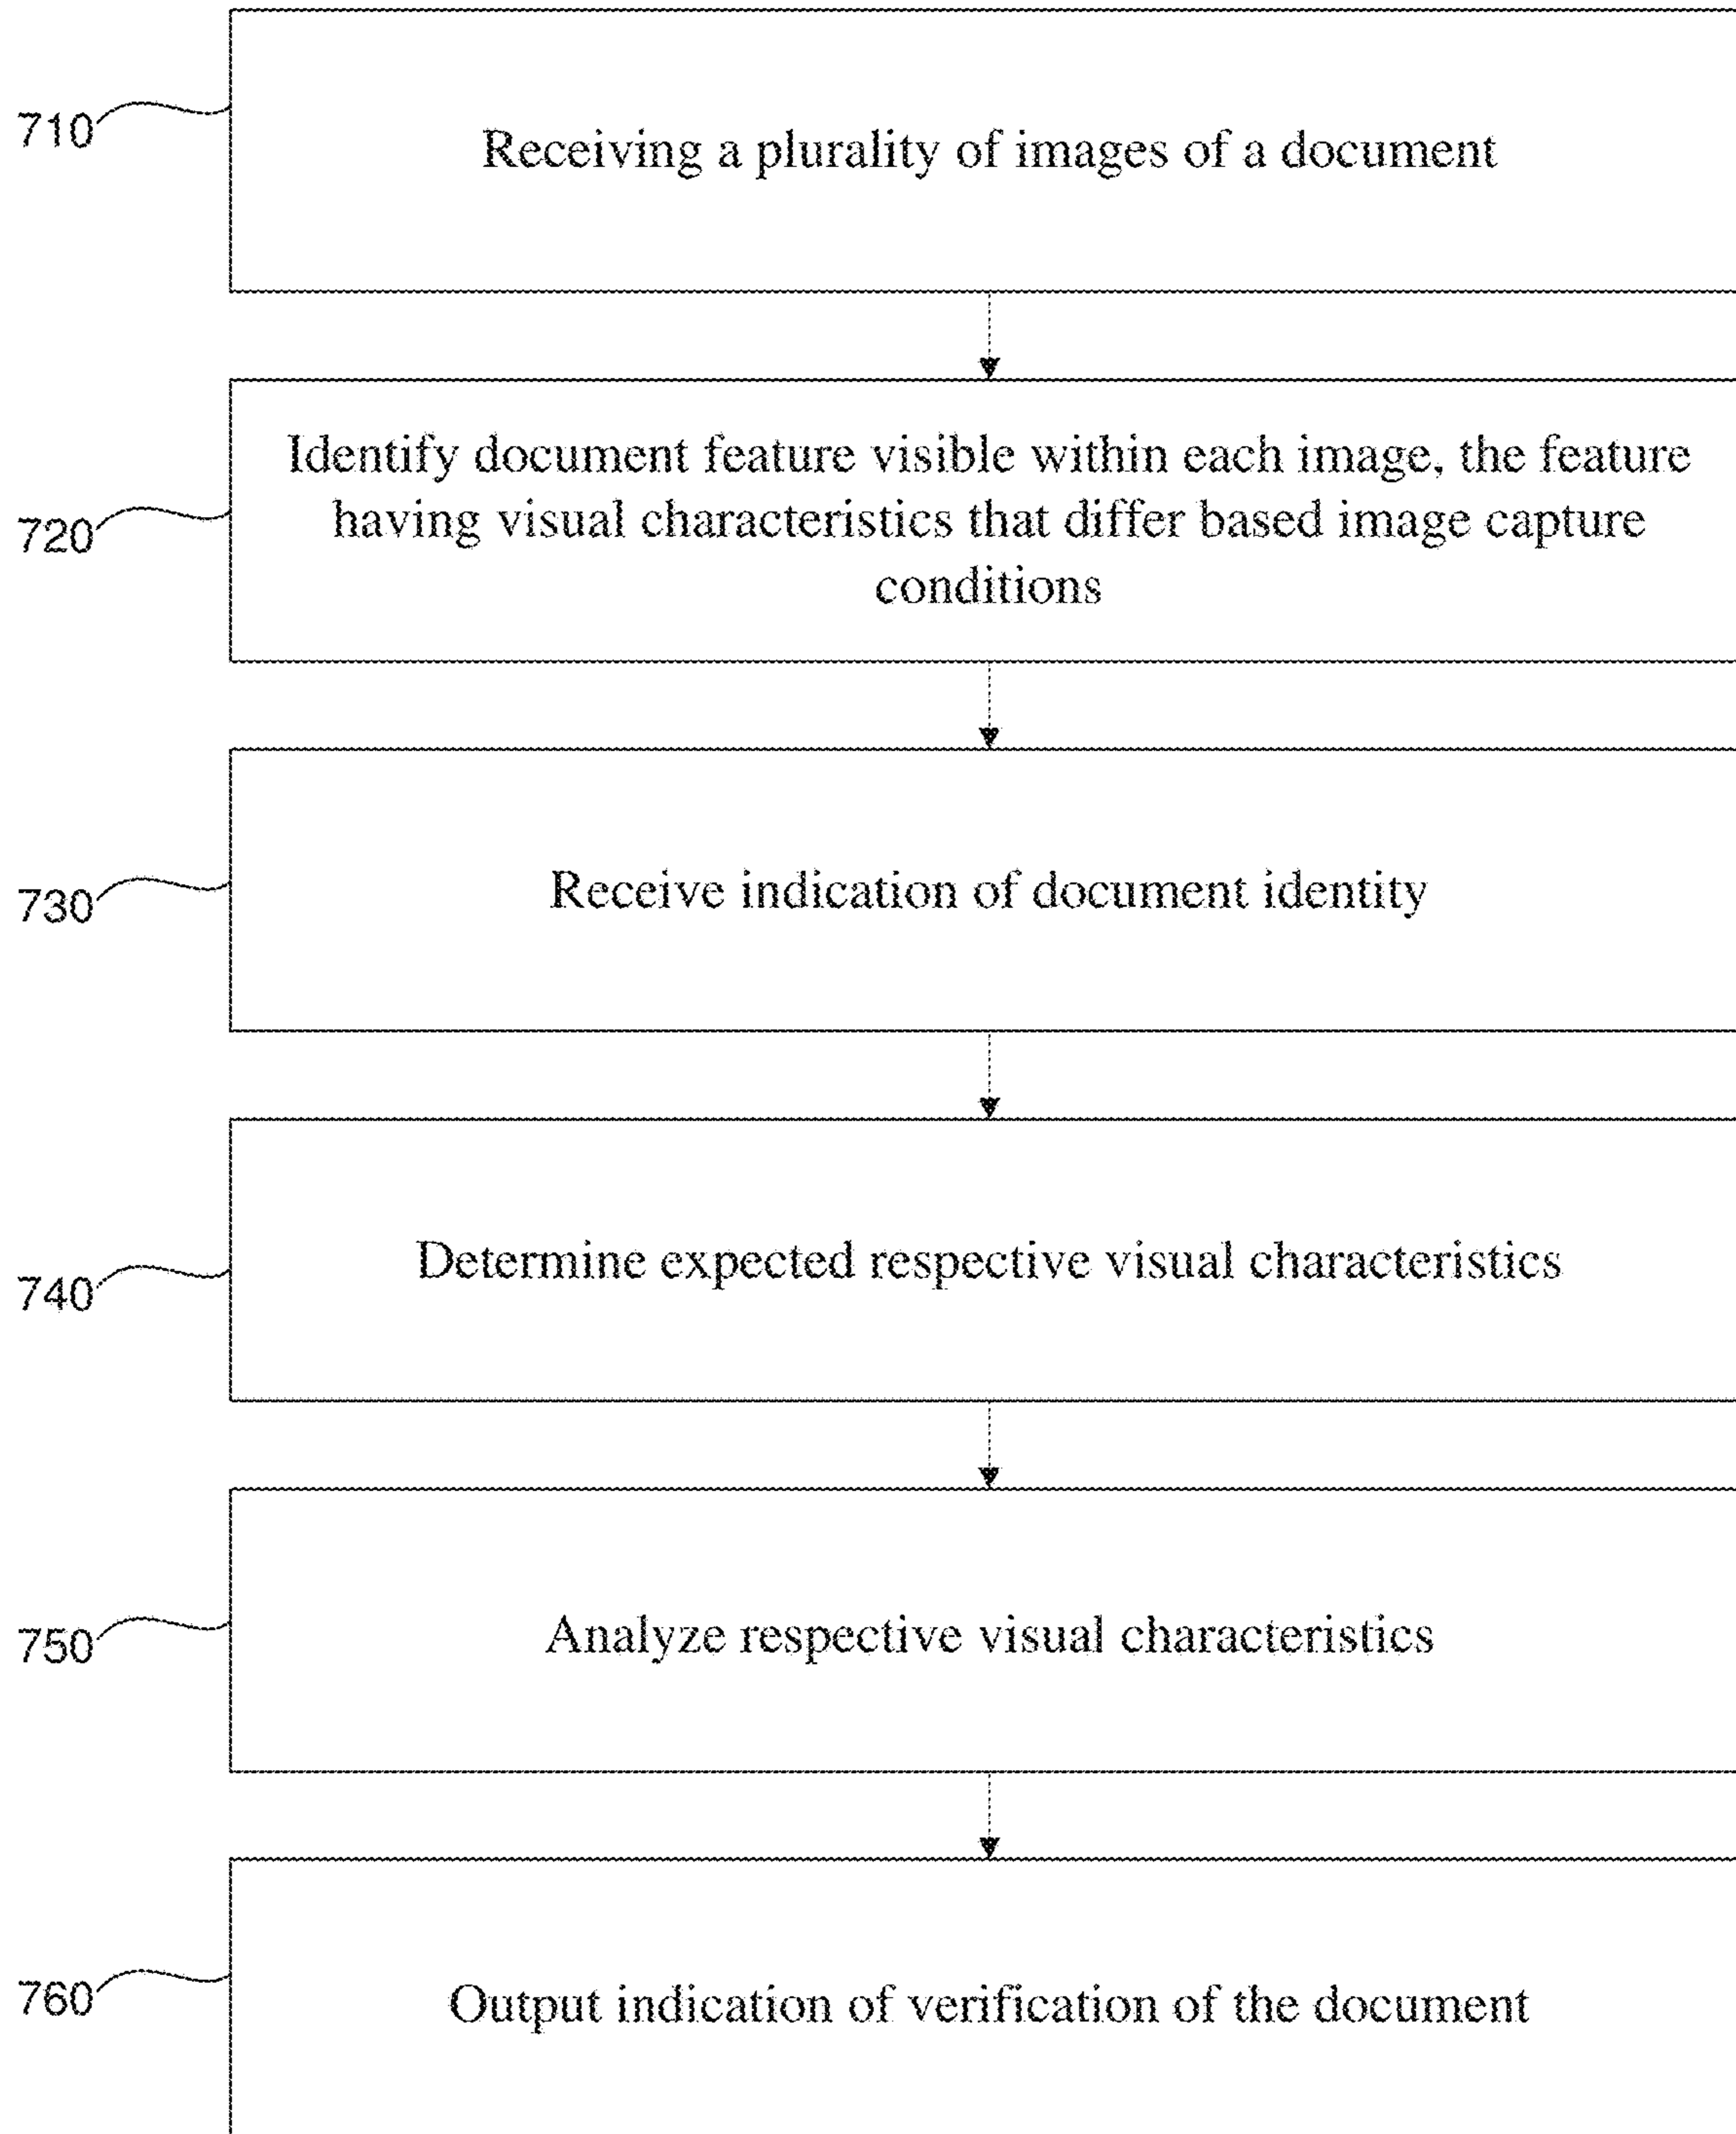 710
Receiving a plurality of images of a document
720
Identify document feature visible within each image, the feature
having visual characteristics that differ based image capture
conditions
730
Receive indication of document identity
740
Determine expected respective visual characteristics
750
Analyze respective visual characteristics
760
Output indication of verification of the document